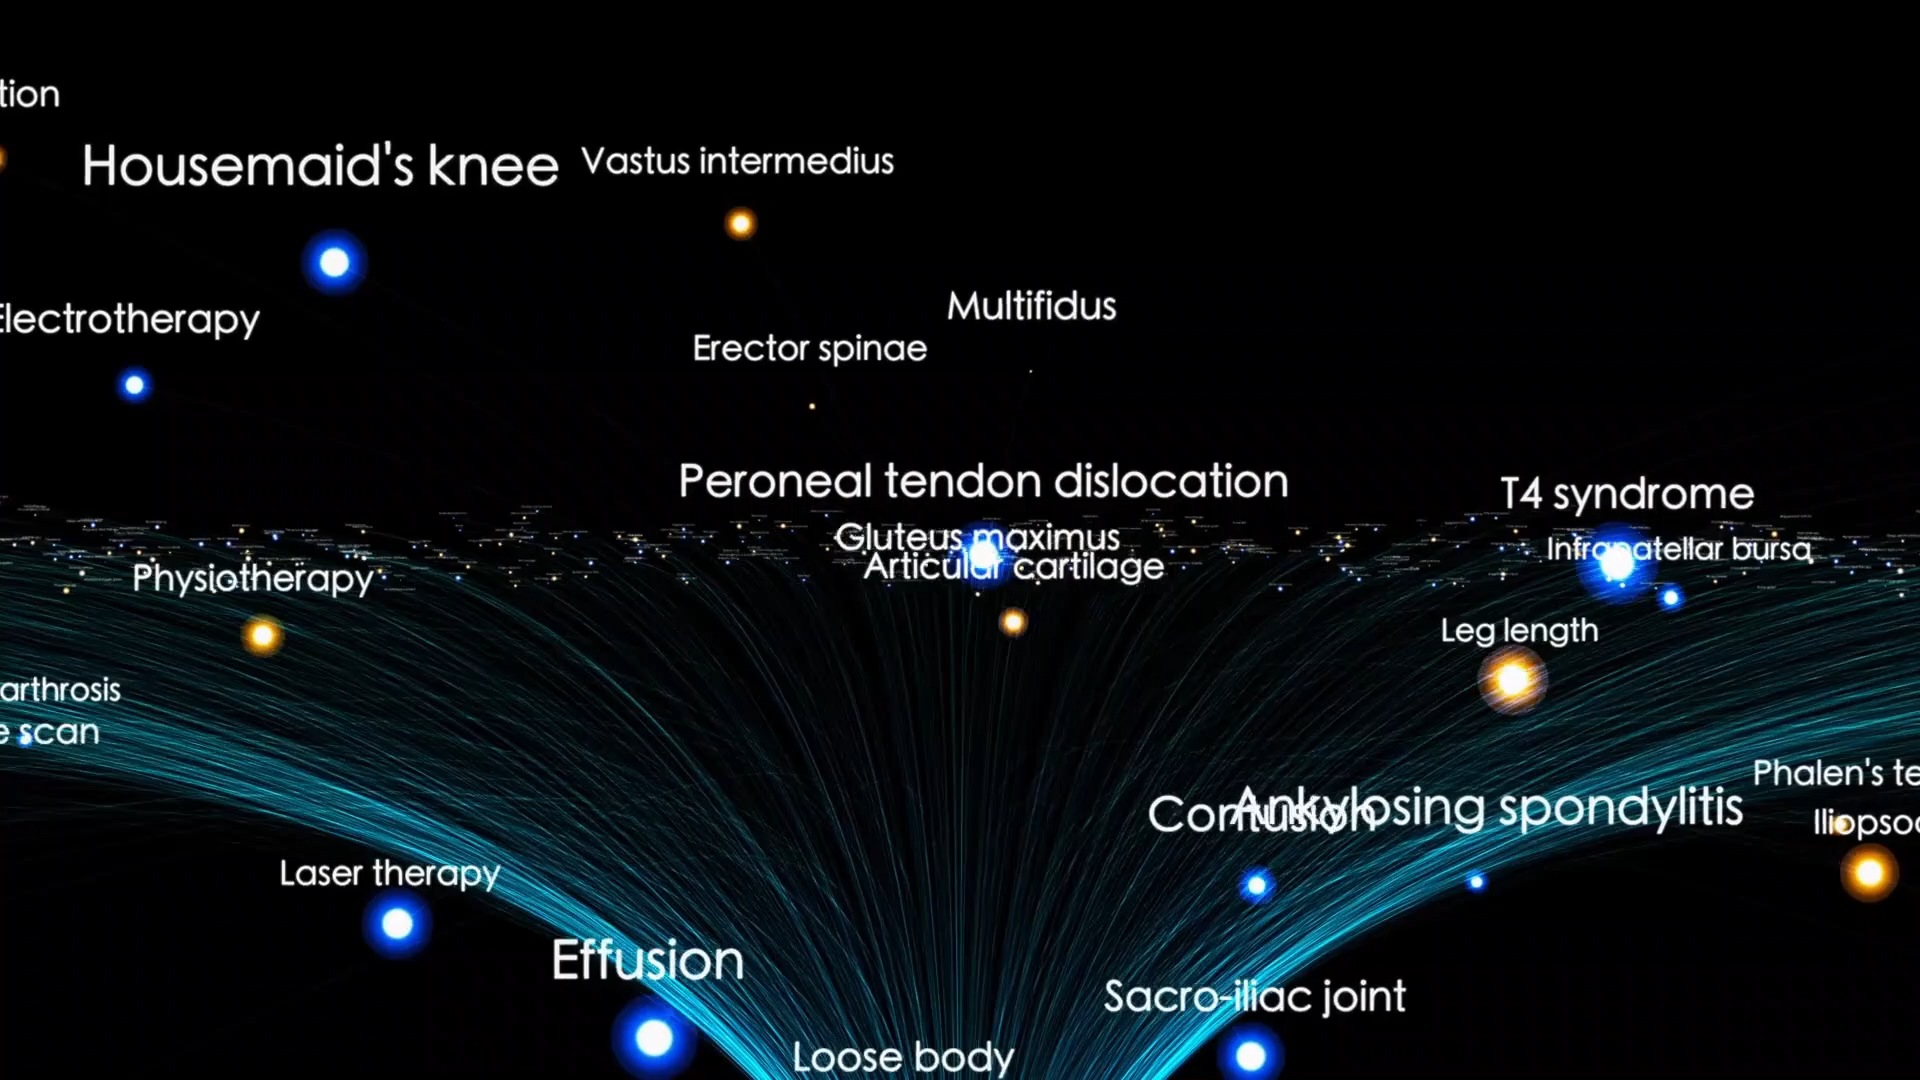 tion
Housemaid's knee
Vastus intermedius
Electrotherapy
Multifidus
Erector spinae
Peroneal tendon dislocation
T4 syndrome
Gluteus maximus
Infrapatellar bursa
Articular cartilage
Physiotherapy
Leg length
arthrosis
e scan
Phalen's te
Contusion
Ankylosing spondylitis
Iliopsoa
Laser therapy
Effusion
Sacro-iliac joint
Loose body